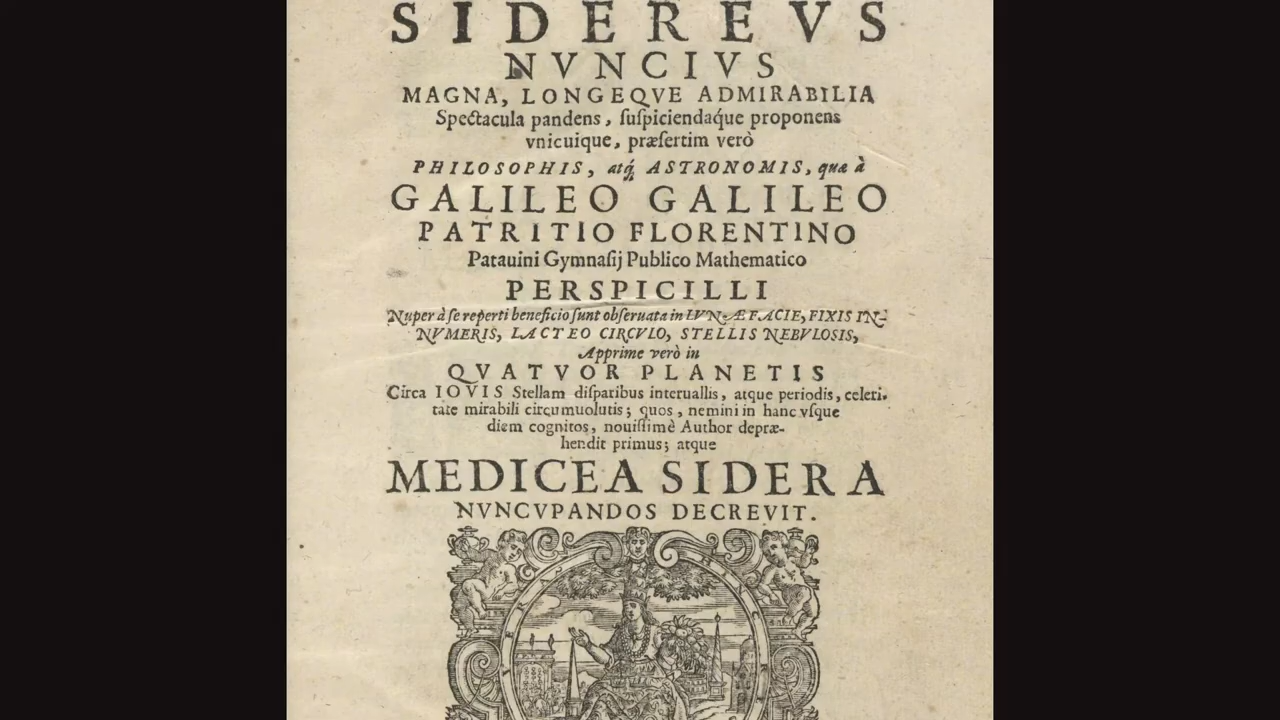 SIDEREVS
NVNCIVS
MAGNA, LONGEQVE ADMIRABILIA
Spectacula pandens, ſuſpiciendaq́ue proponens
vnicuique, præſertim verò
PHILOSOPHIS, atq́; ASTRONOMIS, quæ à
GALILEO GALILEO
PATRITIO FLORENTINO
Patauini Gymnaſij Publico Mathematico
PERSPICILLI
Nuper à ſe reperti beneficio ſunt obſeruata in LVNÆ FACIE, FIXIS IN-
NVMERIS, LACTEO CIRCVLO, STELLIS NEBVLOSIS,
Apprime verò in
QVATVOR PLANETIS
Circa IOVIS Stellam diſparibus interuallis, atque periodis, celeri-
tate mirabili circumuolutis; quos, nemini in hanc vſque
diem cognitos, nouiſſimè Author depræ-
hendit primus; atque
MEDICEA SIDERA
NVNCVPANDOS DECREVIT.